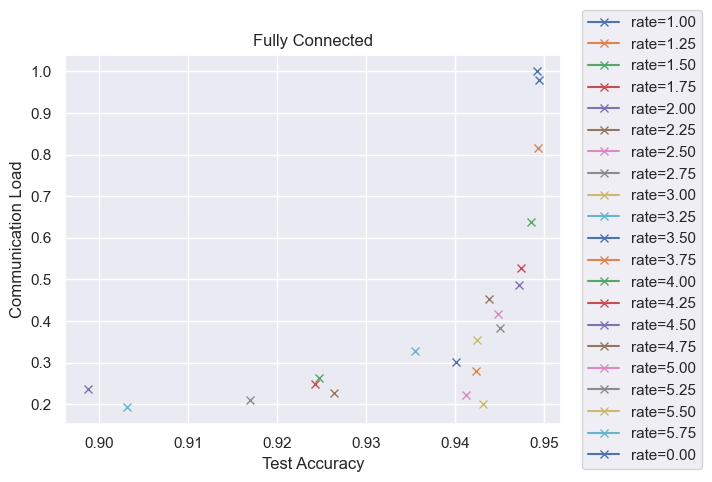 Fully Connected
Communication Load
1.0
0.9
0.8
0.7
0.6
0.5
0.4
0.3
0.2
0.90 0.91 0.92 0.93 0.94 0.95
Test Accuracy
rate=1.00
rate=1.25
rate=1.50
rate=1.75
rate=2.00
rate=2.25
rate=2.50
rate=2.75
rate=3.00
rate=3.25
rate=3.50
rate=3.75
rate=4.00
rate=4.25
rate=4.50
rate=4.75
rate=5.00
rate=5.25
rate=5.50
rate=5.75
rate=0.00